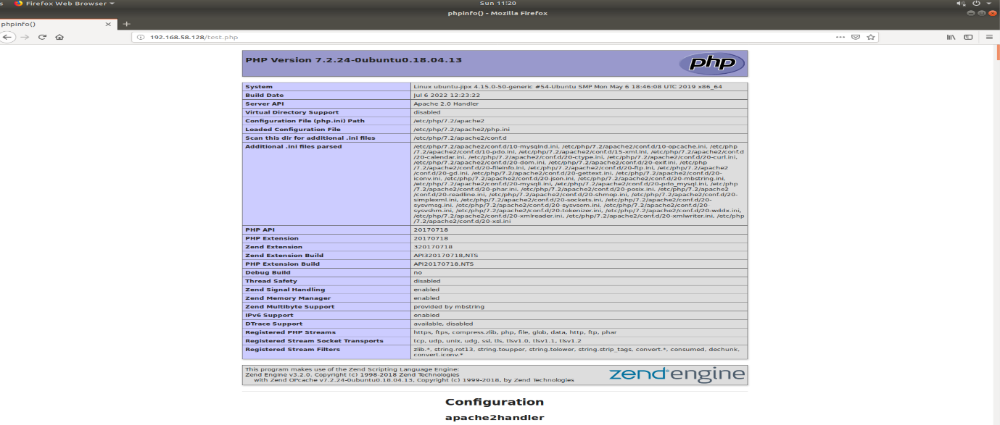 s Firefox Web Browser Sun 11:20
phpinfo() - Mozilla Firefox
phpinfo()
192.168.58.128/test.php
PHP Version 7.2.24-0ubuntu0.18.04.13 php
System Linux ubuntu-jipx 4.15.0-50-generic #54-Ubuntu SMP Mon May 6 18:46:08 UTC 2019 x86_64
Build Date Jul 6 2022 12:23:22
Server API Apache 2.0 Handler
Virtual Directory Support disabled
Configuration File (php.ini) Path /etc/php/7.2/apache2
Loaded Configuration File /etc/php/7.2/apache2/php.ini
Scan this dir for additional .ini files /etc/php/7.2/apache2/conf.d
Additional .ini files parsed /etc/php/7.2/apache2/conf.d/10-mysqlnd.ini, /etc/php/7.2/apache2/conf.d/10-opcache.ini, /etc/php
/7.2/apache2/conf.d/10-pdo.ini, /etc/php/7.2/apache2/conf.d/15-xml.ini, /etc/php/7.2/apache2/conf.d
/20-calendar.ini, /etc/php/7.2/apache2/conf.d/20-ctype.ini, /etc/php/7.2/apache2/conf.d/20-curl.ini,
/etc/php/7.2/apache2/conf.d/20-dom.ini, /etc/php/7.2/apache2/conf.d/20-exif.ini, /etc/php
/7.2/apache2/conf.d/20-fileinfo.ini, /etc/php/7.2/apache2/conf.d/20-ftp.ini, /etc/php/7.2/apache2
/conf.d/20-gd.ini, /etc/php/7.2/apache2/conf.d/20-gettext.ini, /etc/php/7.2/apache2/conf.d/20-
iconv.ini, /etc/php/7.2/apache2/conf.d/20-json.ini, /etc/php/7.2/apache2/conf.d/20-mbstring.ini,
/etc/php/7.2/apache2/conf.d/20-mysqli.ini, /etc/php/7.2/apache2/conf.d/20-pdo_mysql.ini, /etc/php
/7.2/apache2/conf.d/20-phar.ini, /etc/php/7.2/apache2/conf.d/20-posix.ini, /etc/php/7.2/apache2
/conf.d/20-readline.ini, /etc/php/7.2/apache2/conf.d/20-shmop.ini, /etc/php/7.2/apache2/conf.d/20-
simplexml.ini, /etc/php/7.2/apache2/conf.d/20-sockets.ini, /etc/php/7.2/apache2/conf.d/20-
sysvmsg.ini, /etc/php/7.2/apache2/conf.d/20-sysvsem.ini, /etc/php/7.2/apache2/conf.d/20-
sysvshm.ini, /etc/php/7.2/apache2/conf.d/20-tokenizer.ini, /etc/php/7.2/apache2/conf.d/20-wddx.ini,
/etc/php/7.2/apache2/conf.d/20-xmlreader.ini, /etc/php/7.2/apache2/conf.d/20-xmlwriter.ini, /etc/php
/7.2/apache2/conf.d/20-xsl.ini
PHP API 20170718
PHP Extension 20170718
Zend Extension 320170718
Zend Extension Build API320170718,NTS
PHP Extension Build API20170718,NTS
Debug Build no
Thread Safety disabled
Zend Signal Handling enabled
Zend Memory Manager enabled
Zend Multibyte Support provided by mbstring
IPv6 Support enabled
DTrace Support available, disabled
Registered PHP Streams https, ftps, compress.zlib, php, file, glob, data, http, ftp, phar
Registered Stream Socket Transports tcp, udp, unix, udg, ssl, tls, tlsv1.0, tlsv1.1, tlsv1.2
Registered Stream Filters zlib.*, string.rot13, string.toupper, string.tolower, string.strip_tags, convert.*, consumed, dechunk,
convert.iconv.*
This program makes use of the Zend Scripting Language Engine:
Zend Engine v3.2.0, Copyright (c) 1998-2018 Zend Technologies
with Zend OPcache v7.2.24-0ubuntu0.18.04.13, Copyright (c) 1999-2018, by Zend Technologies
zend engine
Configuration
apache2handler